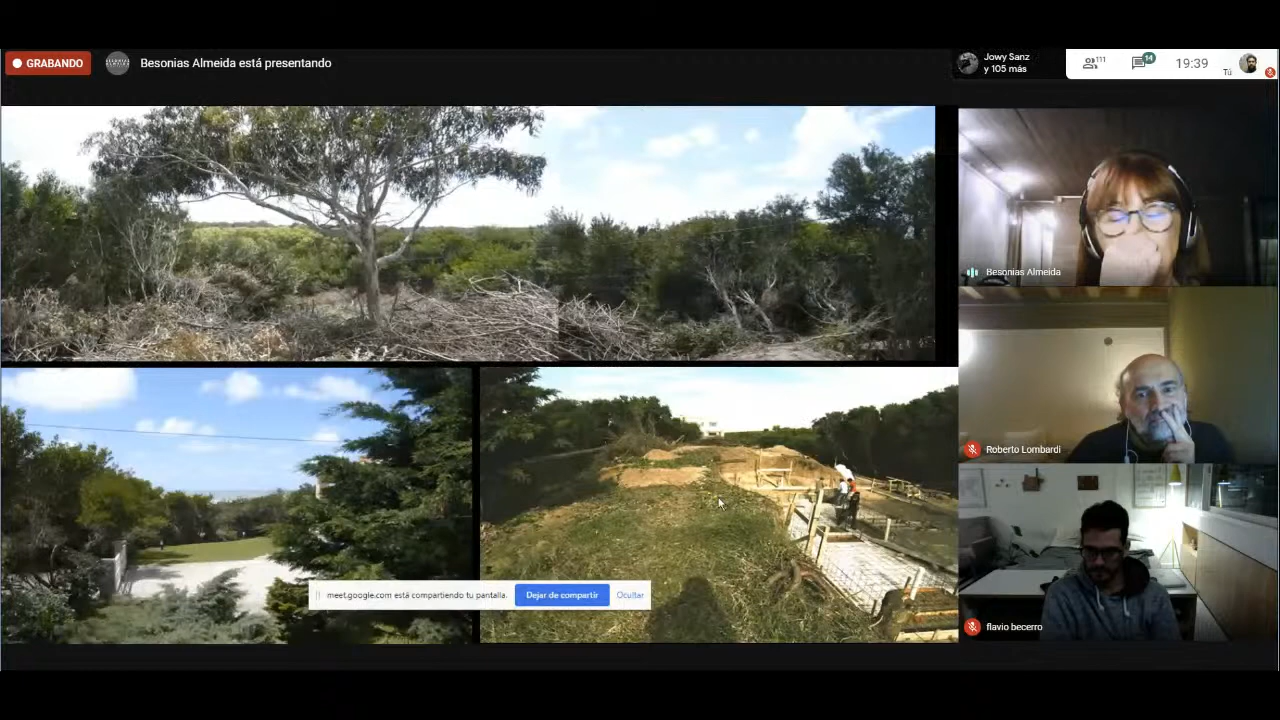 GRABANDO
Besonias Almeida está presentando
Jowy Sanz
y 105 más
111
14
19:39
Tú
Besonias Almeida
Roberto Lombardi
meet.google.com está compartiendo tu pantalla.
Dejar de compartir
Ocultar
flavio becerro